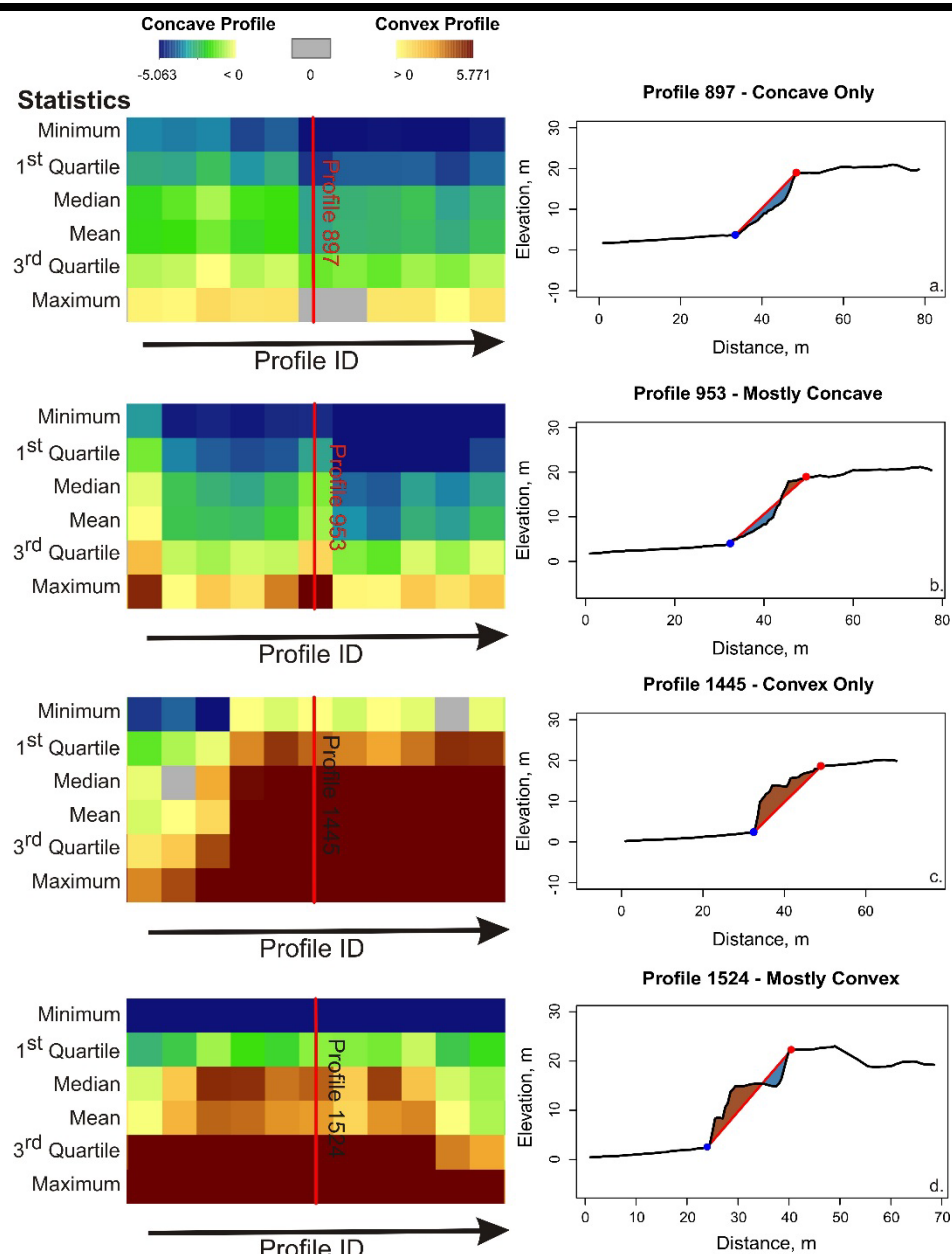 Concave Profile
Convex Profile
-5.063
< 0
0
> 0
5.771
Statistics
Minimum
1st Quartile
Median
Mean
3rd Quartile
Maximum
Profile 897
Profile ID
Profile 897 - Concave Only
Elevation, m
30
20
10
0
-10
0
20
40
60
80
Distance, m
a.
Minimum
1st Quartile
Median
Mean
3rd Quartile
Maximum
Profile 953
Profile ID
Profile 953 - Mostly Concave
Elevation, m
30
20
10
0
-10
0
20
40
60
80
Distance, m
b.
Minimum
1st Quartile
Median
Mean
3rd Quartile
Maximum
Profile 1445
Profile ID
Profile 1445 - Convex Only
Elevation, m
30
20
10
0
-10
0
20
40
60
Distance, m
c.
Minimum
1st Quartile
Median
Mean
3rd Quartile
Maximum
Profile 1524
Profile ID
Profile 1524 - Mostly Convex
Elevation, m
30
20
10
0
0
10
20
30
40
50
60
70
Distance, m
d.